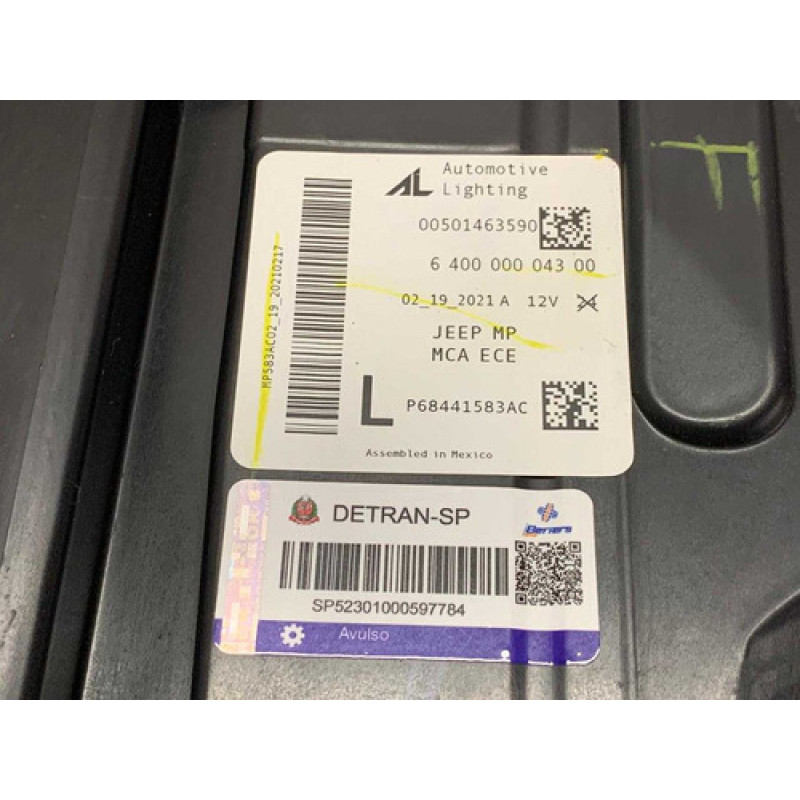 AL Automotive
Lighting
00501463590
6 400 000 043 00
02_19_2021 A 12V
JEEP MP
MCA ECE
L P68441583AC
Assembled in Mexico
MP583AC02_19_20210217
DETRAN-SP
SP52301000597784
Avulso